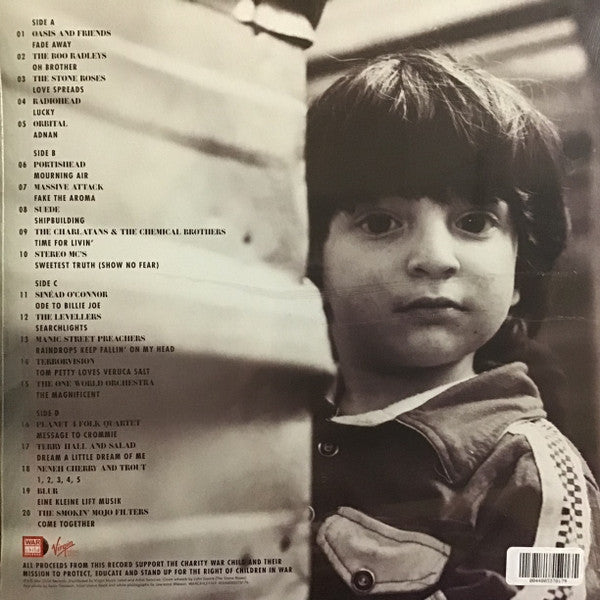 SIDE A
01 OASIS AND FRIENDS
FADE AWAY
02 THE BOO RADLEYS
OH BROTHER
03 THE STONE ROSES
LOVE SPREADS
04 RADIOHEAD
LUCKY
05 ORBITAL
ADNAN
SIDE B
06 PORTISHEAD
MOURNING AIR
07 MASSIVE ATTACK
FAKE THE AROMA
08 SUEDE
SHIPBUILDING
09 THE CHARLATANS & THE CHEMICAL BROTHERS
TIME FOR LIVIN'
10 STEREO MC'S
SWEETEST TRUTH (SHOW NO FEAR)
SIDE C
11 SINÉAD O'CONNOR
ODE TO BILLIE JOE
12 THE LEVELLERS
SEARCHLIGHTS
13 MANIC STREET PREACHERS
RAINDROPS KEEP FALLIN' ON MY HEAD
14 TERRORVISION
TOM PETTY LOVES VERUCA SALT
15 THE ONE WORLD ORCHESTRA
THE MAGNIFICENT
SIDE D
16 PLANET 4 FOLK QUARTET
MESSAGE TO CROMMIE
17 TERRY HALL AND SALAD
DREAM A LITTLE DREAM OF ME
18 NENEH CHERRY AND TROUT
1, 2, 3, 4, 5
19 BLUR
EINE KLEINE LIFT MUSIK
20 THE SMOKIN' MOJO FILTERS
COME TOGETHER
WAR
Virgin
ALL PROCEEDS FROM THIS RECORD SUPPORT THE CHARITY WAR CHILD AND THEIR
MISSION TO PROTECT, EDUCATE AND STAND UP FOR THE RIGHT OF CHILDREN IN WAR